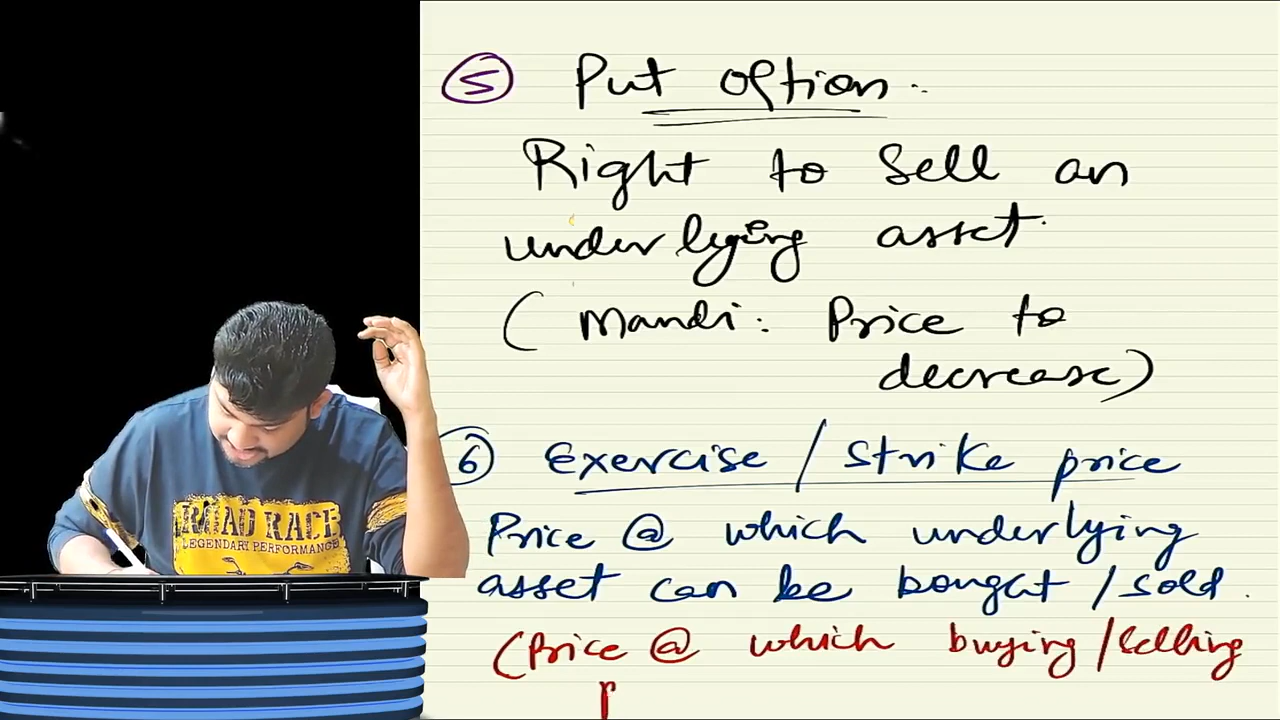 5 Put option..
Right to sell an
underlying asset.
(Mandi: Price to
decrease)
6 Exercise / Strike price
Price @ which underlying
asset can be bought / sold.
(Price @ which buying / selling
ROAD RACE
LEGENDARY PERFORMANCE